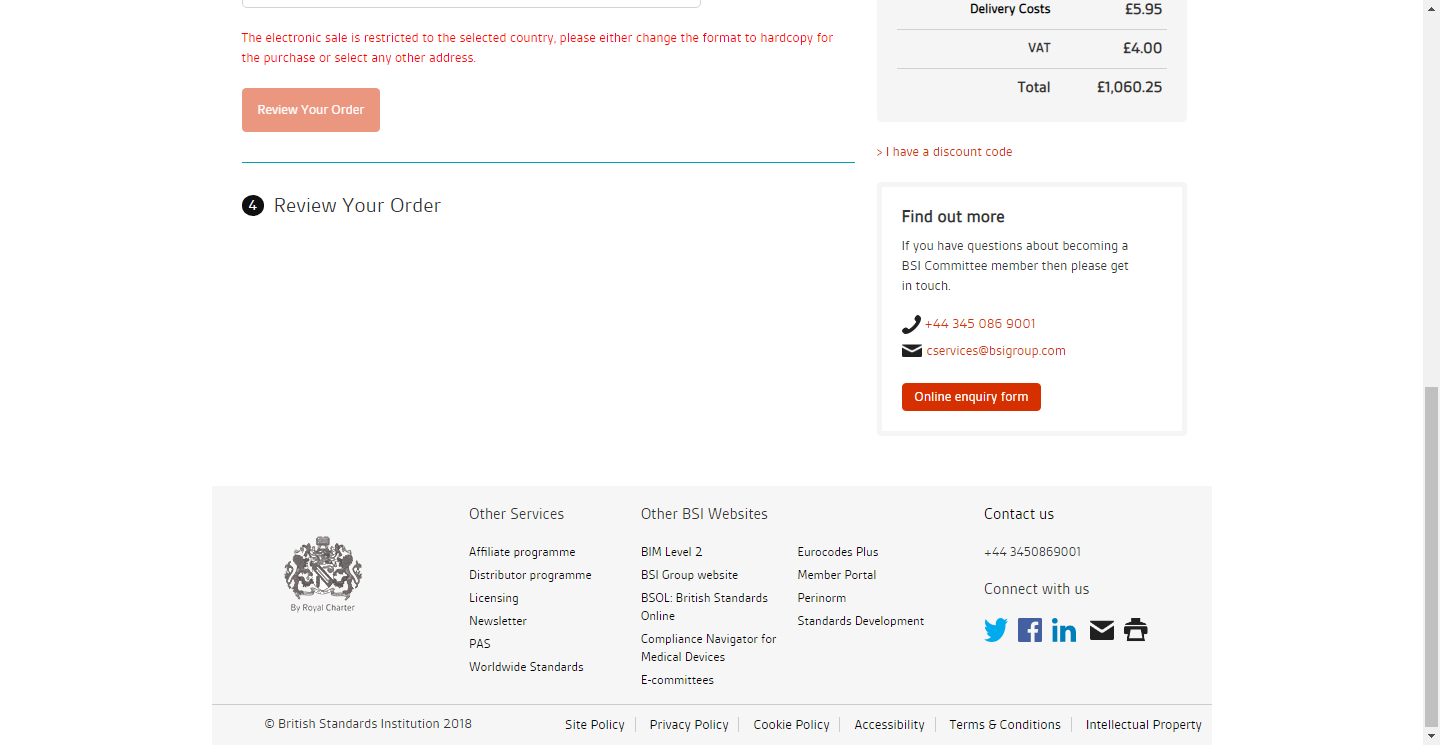 The electronic sale is restricted to the selected country, please either change the format to hardcopy for
the purchase or select any other address.
Review Your Order
4 Review Your Order
Delivery Costs £5.95
VAT £4.00
Total £1,060.25
> I have a discount code
Find out more
If you have questions about becoming a
BSI Committee member then please get
in touch.
+44 345 086 9001
cservices@bsigroup.com
Online enquiry form
By Royal Charter
Other Services
Affiliate programme
Distributor programme
Licensing
Newsletter
PAS
Worldwide Standards
Other BSI Websites
BIM Level 2
BSI Group website
BSOL: British Standards
Online
Compliance Navigator for
Medical Devices
E-committees
Eurocodes Plus
Member Portal
Perinorm
Standards Development
Contact us
+44 3450869001
Connect with us
© British Standards Institution 2018
Site Policy
Privacy Policy
Cookie Policy
Accessibility
Terms & Conditions
Intellectual Property